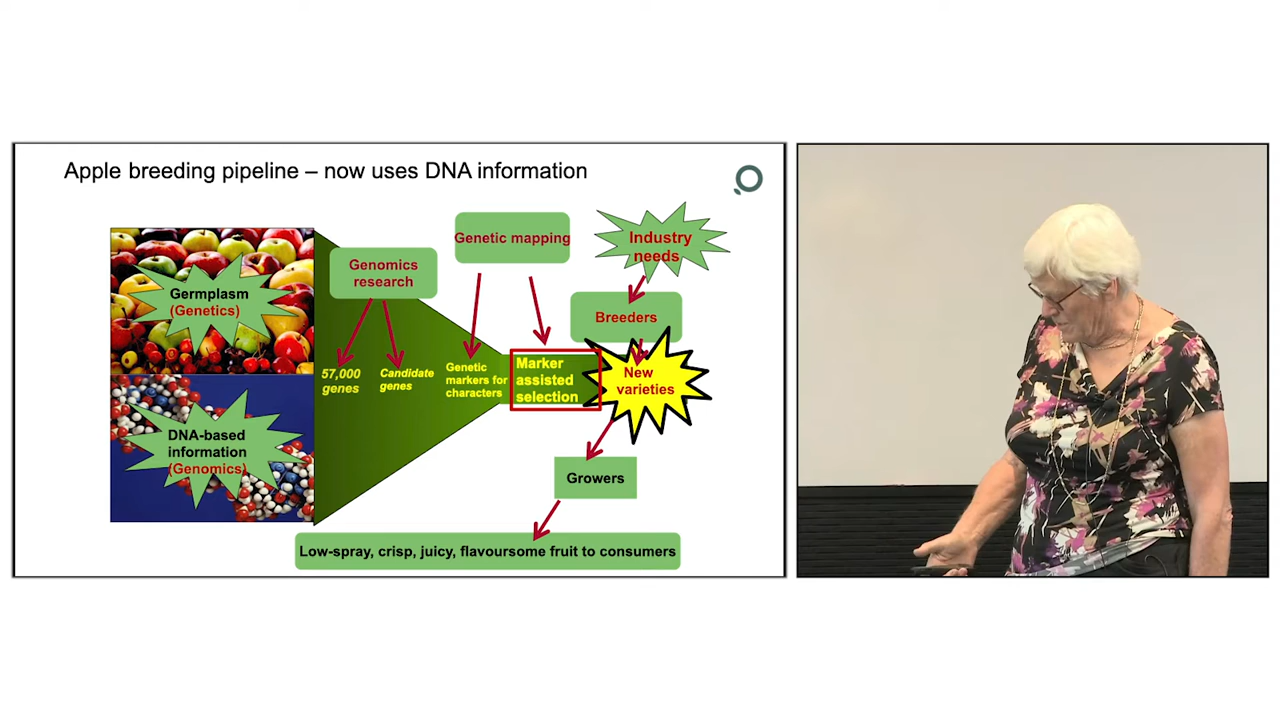 Apple breeding pipeline – now uses DNA information
Genetic mapping
Industry
needs
Genomics
research
Germplasm
(Genetics)
Breeders
57,000
genes
Candidate
genes
Genetic
markers for
characters
Marker
assisted
selection
New
varieties
DNA-based
information
(Genomics)
Growers
Low-spray, crisp, juicy, flavoursome fruit to consumers